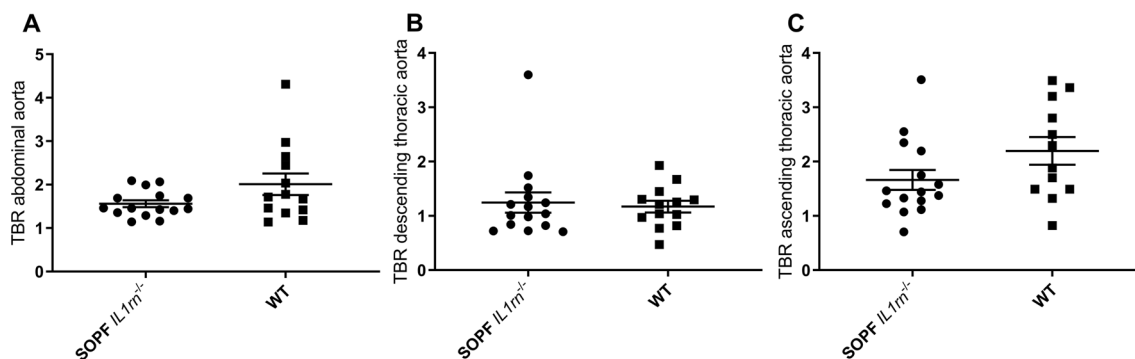 A
TBR abdominal aorta
5
4
3
2
1
0
SOPF IL1rn-/-
WT
B
TBR descending thoracic aorta
4
3
2
1
0
SOPF IL1rn-/-
WT
C
TBR ascending thoracic aorta
4
3
2
1
0
SOPF IL1rn-/-
WT